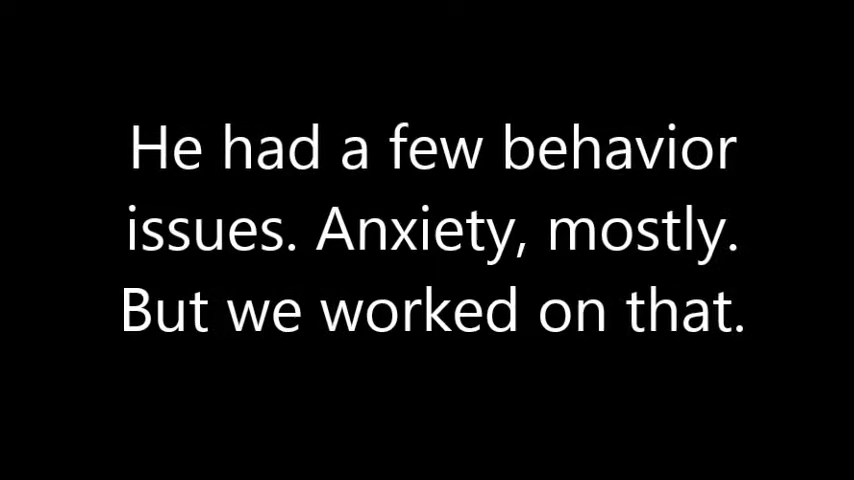 He had a few behavior
issues. Anxiety, mostly.
But we worked on that.